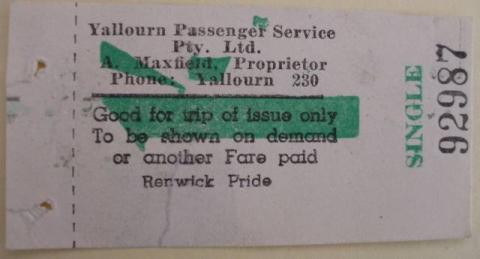 Yallourn Passenger Service
Pty. Ltd.
A. Maxfield, Proprietor
Phone: Yallourn 230
Good for trip of issue only
To be shown on demand
or another Fare paid
Renwick Pride
SINGLE
92987